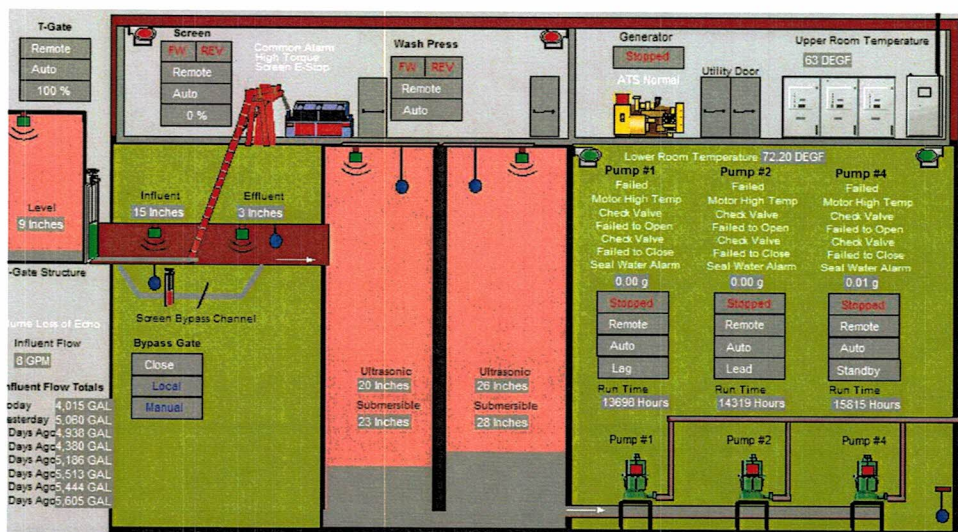 T-Gate
Remote
Auto
100 %
Screen
FW REV
Remote
Auto
0 %
Common Alarm
High Torque
Screen E-Stop
Wash Press
FW REV
Remote
Auto
Generator
Stopped
ATS Normal
Utility Door
Upper Room Temperature
63 DEGF
Level
9 Inches
-Gate Structure
Influent
15 Inches
Effluent
3 Inches
Screen Bypass Channel
Loss of Echo
Influent Flow
6 GPM
Bypass Gate
Close
Local
Manual
nfluent Flow Totals
oday 4,015 GAL
esterday 5,060 GAL
Days Ago 4,938 GAL
Days Ago 4,380 GAL
Days Ago 5,186 GAL
Days Ago 5,513 GAL
Days Ago 5,444 GAL
Days Ago 5,605 GAL
Ultrasonic
20 Inches
Submersible
23 Inches
Ultrasonic
26 Inches
Submersible
28 Inches
Lower Room Temperature 72.20 DEGF
Pump #1
Failed
Motor High Temp
Check Valve
Failed to Open
Check Valve
Failed to Close
Seal Water Alarm
0.00 g
Stopped
Remote
Auto
Lag
Run Time
13698 Hours
Pump #2
Failed
Motor High Temp
Check Valve
Failed to Open
Check Valve
Failed to Close
Seal Water Alarm
0.00 g
Stopped
Remote
Auto
Lead
Run Time
14319 Hours
Pump #4
Failed
Motor High Temp
Check Valve
Failed to Open
Check Valve
Failed to Close
Seal Water Alarm
0.01 g
Stopped
Remote
Auto
Standby
Run Time
15815 Hours
Pump #1
Pump #2
Pump #4